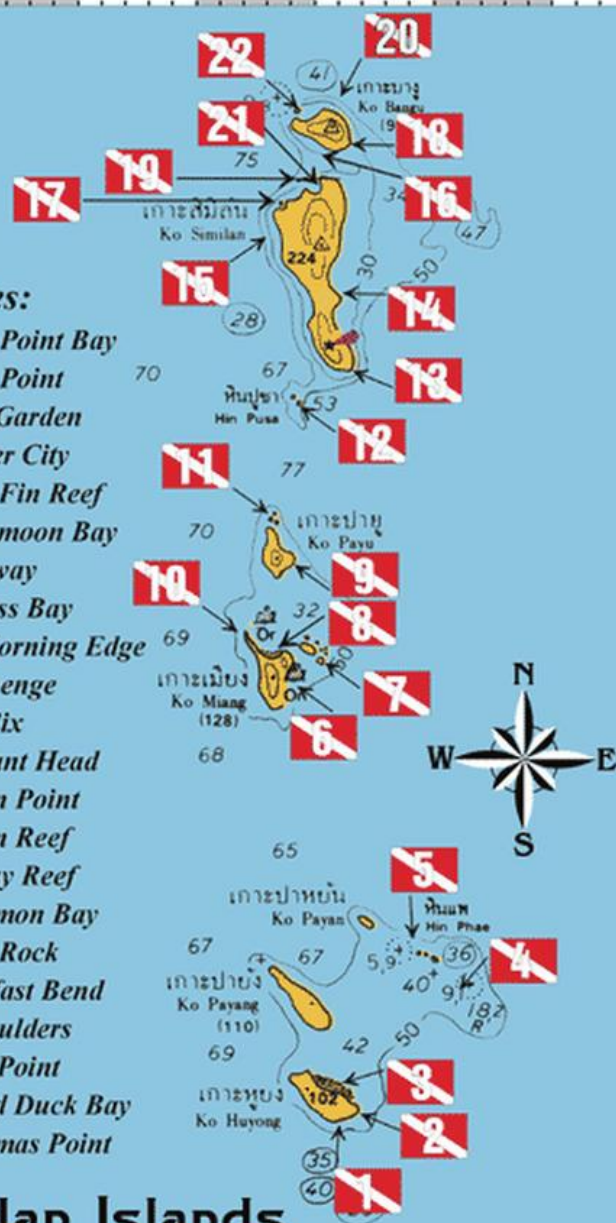 22
20
41
เกาะบางู
Ko Bangu
21
18
75
19
16
17
34
เกาะสิมิลัน
Ko Similan
47
224
30
50
15
14
28
s:
Point Bay
70
67
13
Point
หินปูซา
53
Hin Pusa
Garden
12
er City
11
77
Fin Reef
moon Bay
70
เกาะปายู
Ko Payu
way
10
9
ss Bay
32
8
Or
orning Edge
69
50
เกาะเมียง
Ko Miang
(128)
7
enge
6
ix
N
ant Head
68
W
E
n Point
S
n Reef
65
y Reef
5
เกาะปาหยัน
Ko Payan
หินแพ
Hin Phae
mon Bay
Rock
67
67
5,9
36
4
40
9,1
เกาะปายัง
Ko Payang
(110)
182
R
fast Bend
50
ulders
69
42
Point
3
เกาะหูยง
102
Ko Huyong
d Duck Bay
2
mas Point
35
40
1
lan Islands